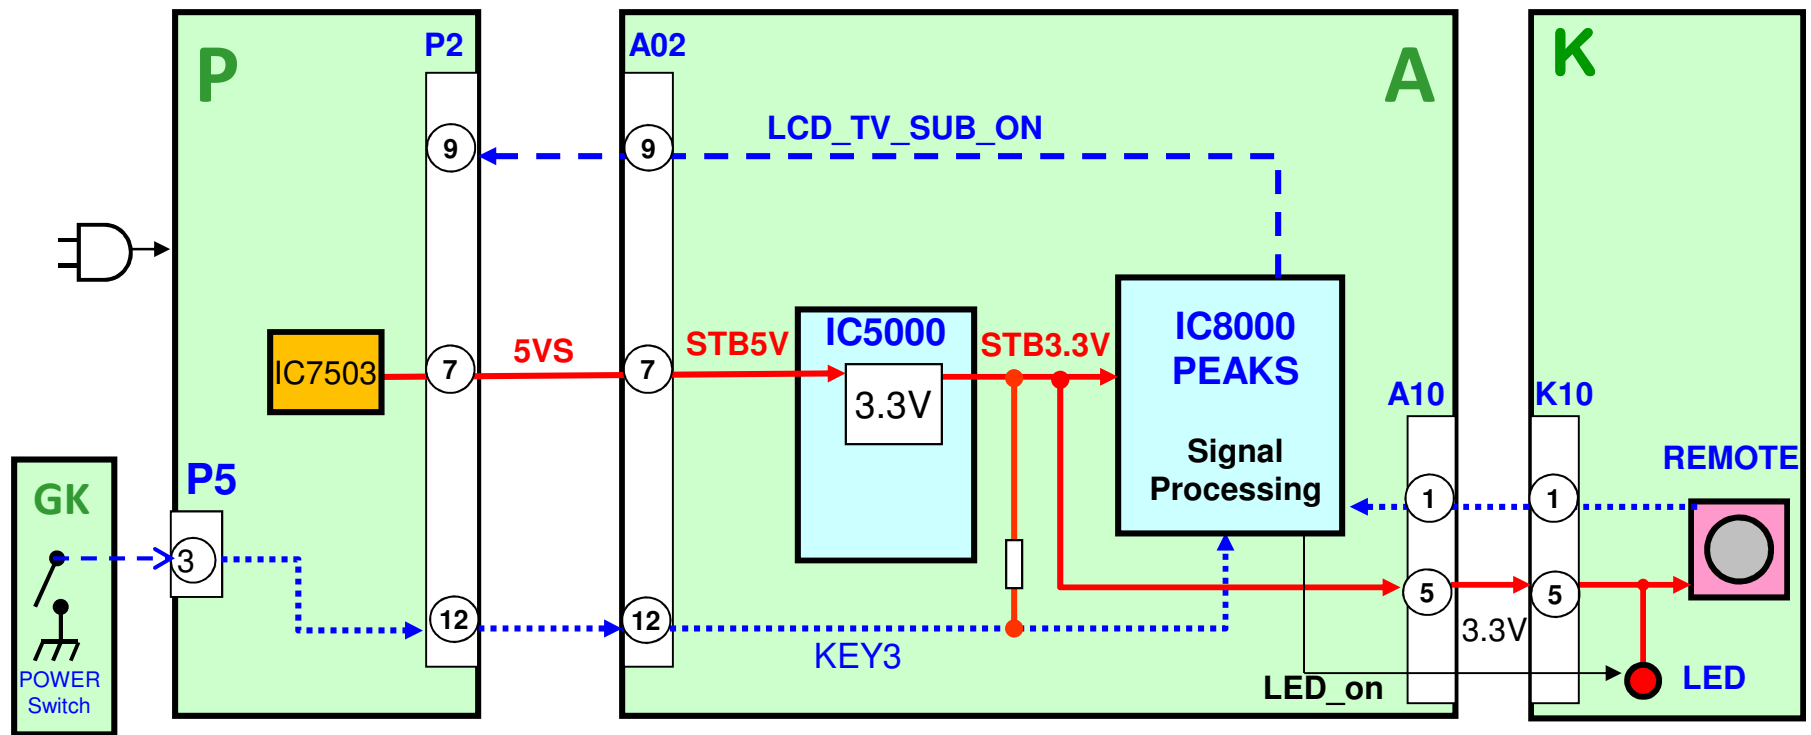 P
P2
A02
A
K
9
9
LCD_TV_SUB_ON
IC7503
7
5VS
7
STB5V
IC5000
3.3V
STB3.3V
IC8000
PEAKS
Signal
Processing
A10
K10
REMOTE
1
1
GK
P5
3
POWER
Switch
12
12
KEY3
5
3.3V
5
LED_on
LED